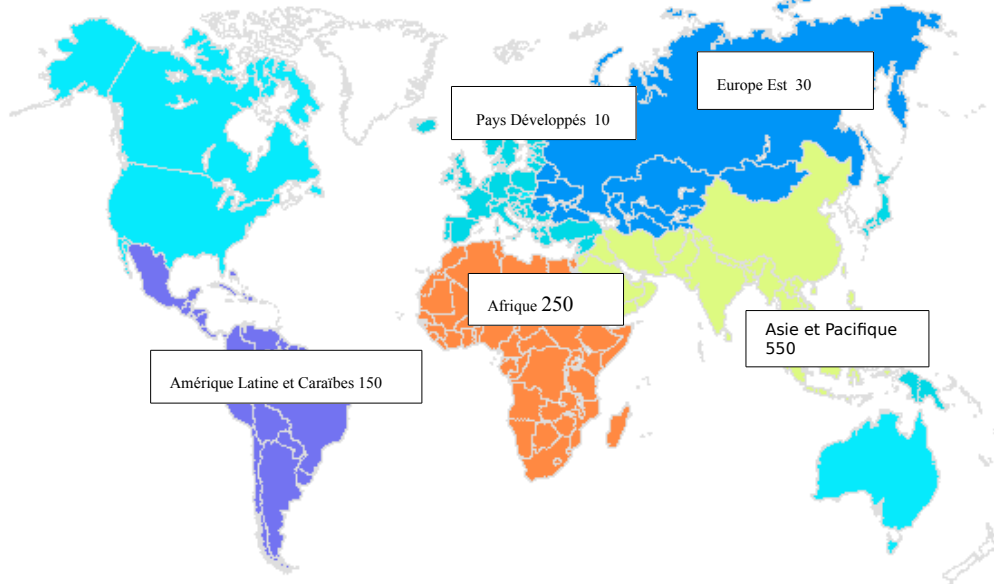 Europe Est  30
Pays Développés  10
Afrique 250
Asie et Pacifique
550
Amérique Latine et Caraïbes 150